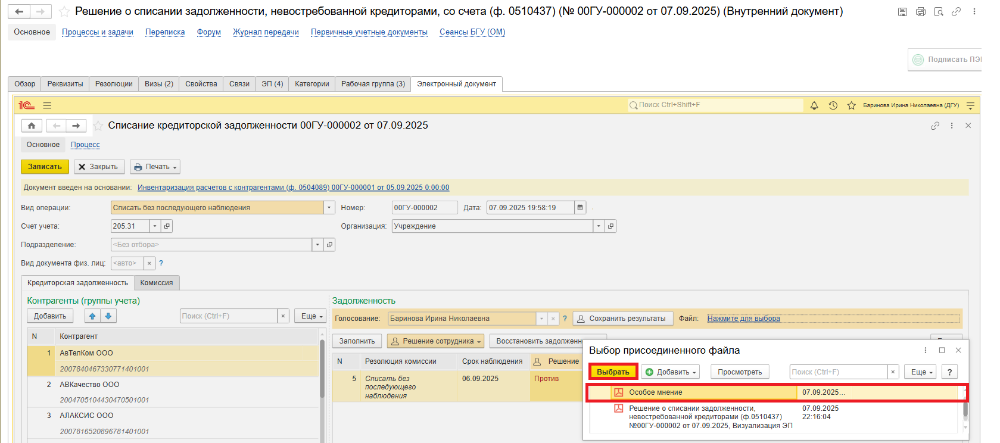 Решение о списании задолженности, невостребованной кредиторами, со счета (ф. 0510437) (№ 00ГУ-000002 от 07.09.2025) (Внутренний документ)
Основное Процессы и задачи Переписка Форум Журнал передачи Первичные учетные документы Сеансы БГУ (ОМ)
Подписать ПЭ
Обзор Реквизиты Резолюции Визы (2) Свойства Связи ЭП (4) Категории Рабочая группа (3) Электронный документ
1С Поиск Ctrl+Shift+F Баринова Ирина Николаевна (ДГУ)
Списание кредиторской задолженности 00ГУ-000002 от 07.09.2025
Основное Процесс
Записать Закрыть Печать
Документ введен на основании: Инвентаризация расчетов с контрагентами (ф. 0504089) 00ГУ-000001 от 05.09.2025 0:00:00
Вид операции: Списать без последующего наблюдения Номер: 00ГУ-000002 Дата: 07.09.2025 19:58:19
Счет учета: 205.31 Организация: Учреждение
Подразделение: <Без отбора>
Вид документа физ. лиц: <авто> ?
Кредиторская задолженность Комиссия
Контрагенты (группы учета)
Добавить Поиск (Ctrl+F) × Еще
N Контрагент
1 АвТелКом ООО
2007840467330771401001
2 АВКачество ООО
2004705104430470501001
3 АЛАКСИС ООО
2007816520896781401001
Задолженность
Голосование: Баринова Ирина Николаевна × ? Сохранить результаты Файл: Нажмите для выбора
Заполнить Решение сотрудника Восстановить задолжен
N Резолюция комиссии Срок наблюдения Решение
5 Списать без 06.09.2025 Против
последующего
наблюдения
Выбор присоединенного файла
Выбрать Добавить Просмотреть Поиск (Ctrl+F) × Еще ?
Особое мнение 07.09.2025...
Решение о списании задолженности, 07.09.2025
невостребованной кредиторами (ф.0510437) 22:16:04
№00ГУ-000002 от 07.09.2025, Визуализация ЭП